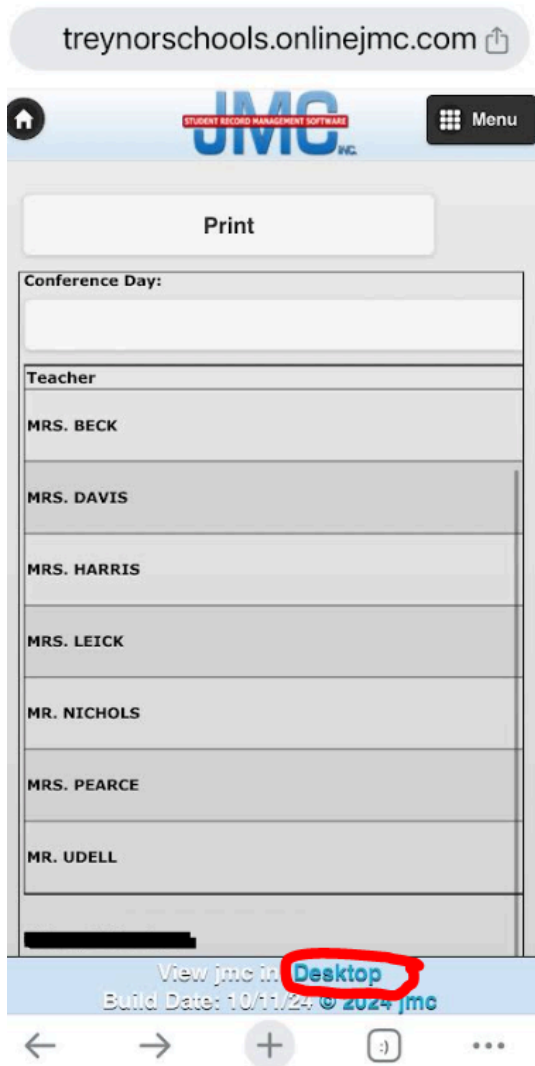 treynorschools.onlinejmc.com
JMC
STUDENT RECORD MANAGEMENT SOFTWARE
INC.
Menu
Print
Conference Day:
Teacher
MRS. BECK
MRS. DAVIS
MRS. HARRIS
MRS. LEICK
MR. NICHOLS
MRS. PEARCE
MR. UDELL
View jmc in: Desktop
Build Date: 10/11/24 © 2024 jmc
:)